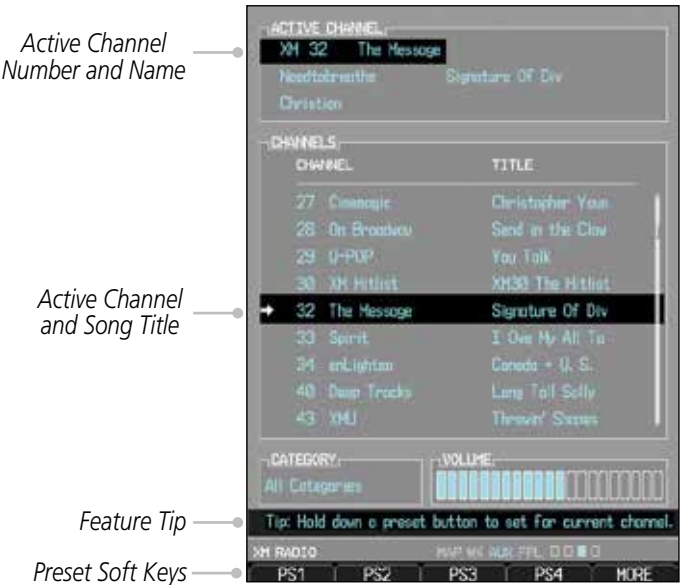 Active Channel
Number and Name
ACTIVE CHANNEL
XM 32 The Message
Needtobreathe Signature Of Div
Christian
CHANNELS
CHANNEL TITLE
27 Cinemagic Christopher Youn
28 On Broadway Send in the Clow
29 U-POP You Talk
30 XM Hitlist XM30 The Hitlist
Active Channel
and Song Title
32 The Message Signature Of Div
33 Spirit I Owe My All To
34 enLighten Canada + U. S.
40 Deep Tracks Long Tall Sally
43 XMU Throwin' Shapes
CATEGORY
All Categories
VOLUME
Feature Tip
Tip: Hold down a preset button to set for current channel.
XM RADIO MAP WX AUX FPL
Preset Soft Keys
PS1 PS2 PS3 PS4 MORE